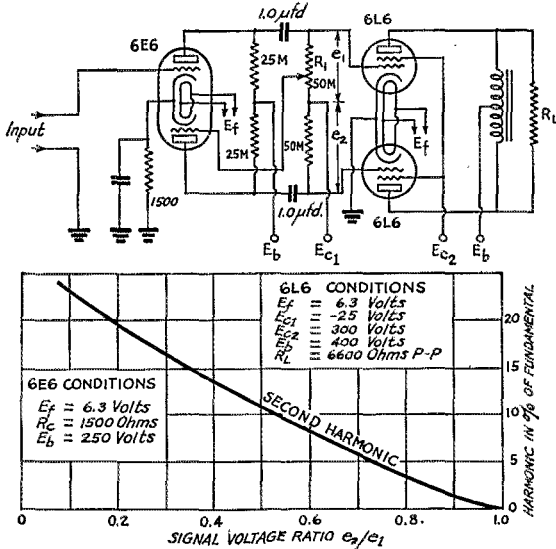 1.0 µfd
6E6
6L6
25M
R1
50M
e1
Input
Ef
25M
50M
e2
Ef
RL
1500
1.0 µfd.
6L6
Eb
Ec1
Ec2
Eb
6L6 CONDITIONS
Ef = 6.3 Volts
Ec1 = -25 Volts
Ec2 = 300 Volts
Eb = 400 Volts
RL = 6600 Ohms P-P
6E6 CONDITIONS
Ef = 6.3 Volts
Rc = 1500 Ohms
Eb = 250 Volts
SECOND HARMONIC
20
15
10
5
0
HARMONIC IN % OF FUNDAMENTAL
0 0.2 0.4 0.6 0.8 1.0
SIGNAL VOLTAGE RATIO e2/e1